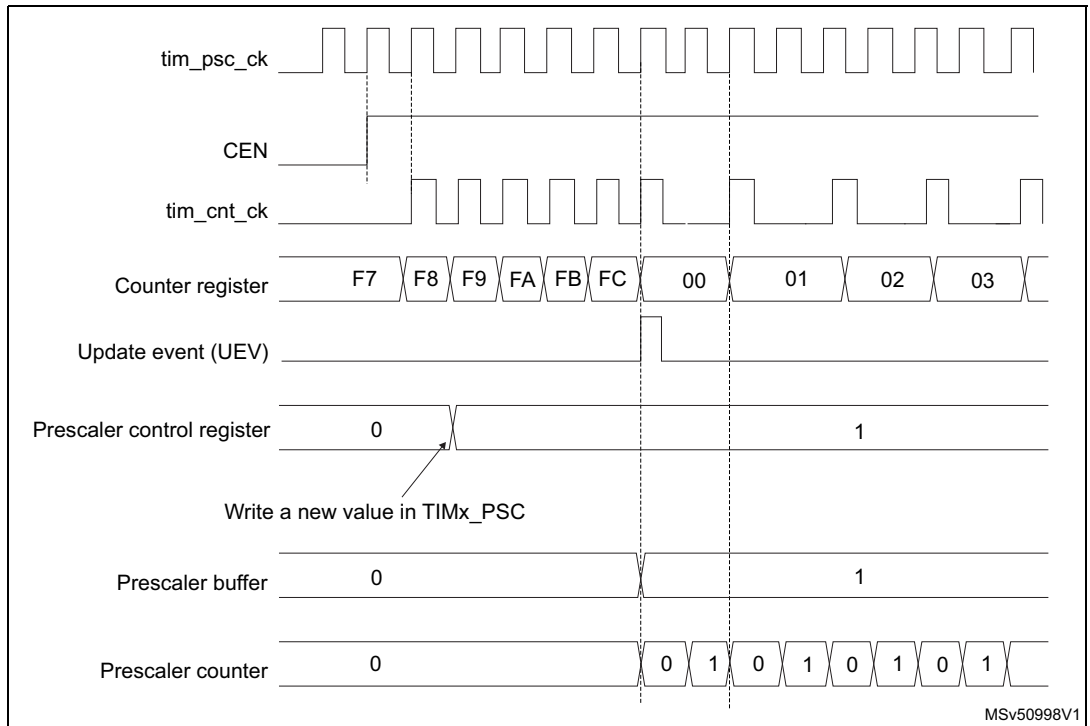 tim_psc_ck
CEN
tim_cnt_ck
Counter register F7 F8 F9 FA FB FC 00 01 02 03
Update event (UEV)
Prescaler control register 0 1
Write a new value in TIMx_PSC
Prescaler buffer 0 1
Prescaler counter 0 0 1 0 1 0 1 0 1
MSv50998V1